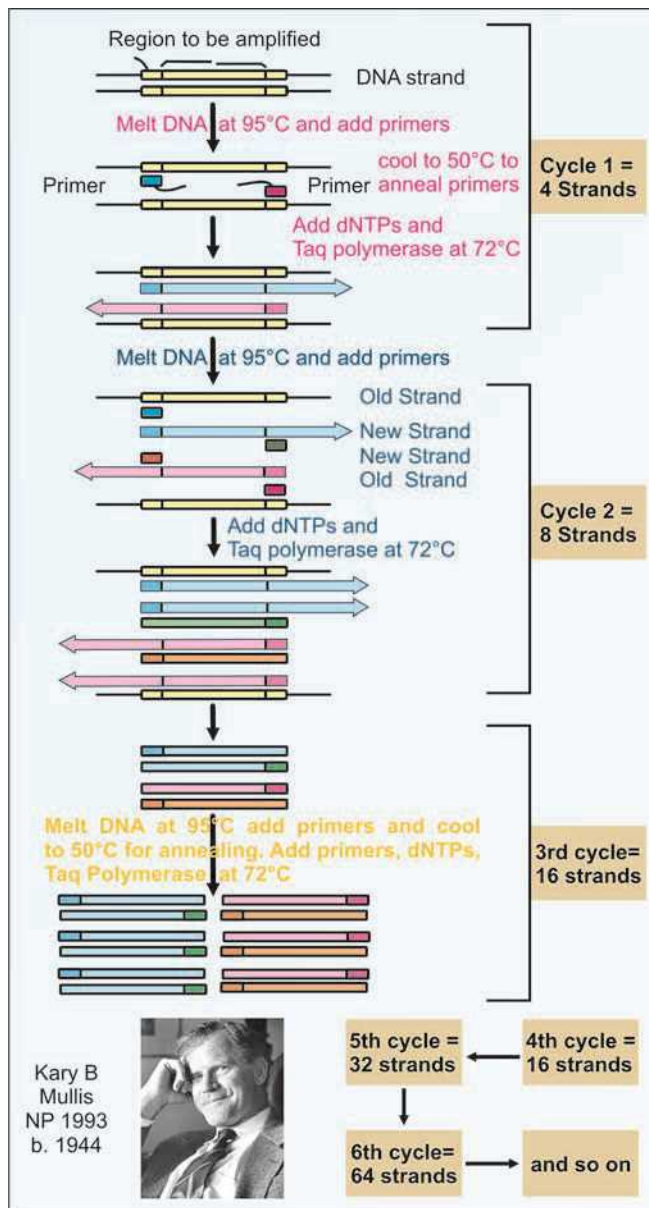 Region to be amplified
DNA strand
Melt DNA at 95°C and add primers
cool to 50°C to
anneal primers
Primer
Primer
Cycle 1 =
4 Strands
Add dNTPs and
Taq polymerase at 72°C
Melt DNA at 95°C and add primers
Old Strand
New Strand
New Strand
Old Strand
Cycle 2 =
8 Strands
Add dNTPs and
Taq polymerase at 72°C
Melt DNA at 95°C add primers and cool
to 50°C for annealing. Add primers, dNTPs,
Taq Polymerase at 72°C
3rd cycle=
16 strands
Kary B
Mullis
NP 1993
b. 1944
5th cycle =
32 strands
4th cycle =
16 strands
6th cycle=
64 strands
and so on